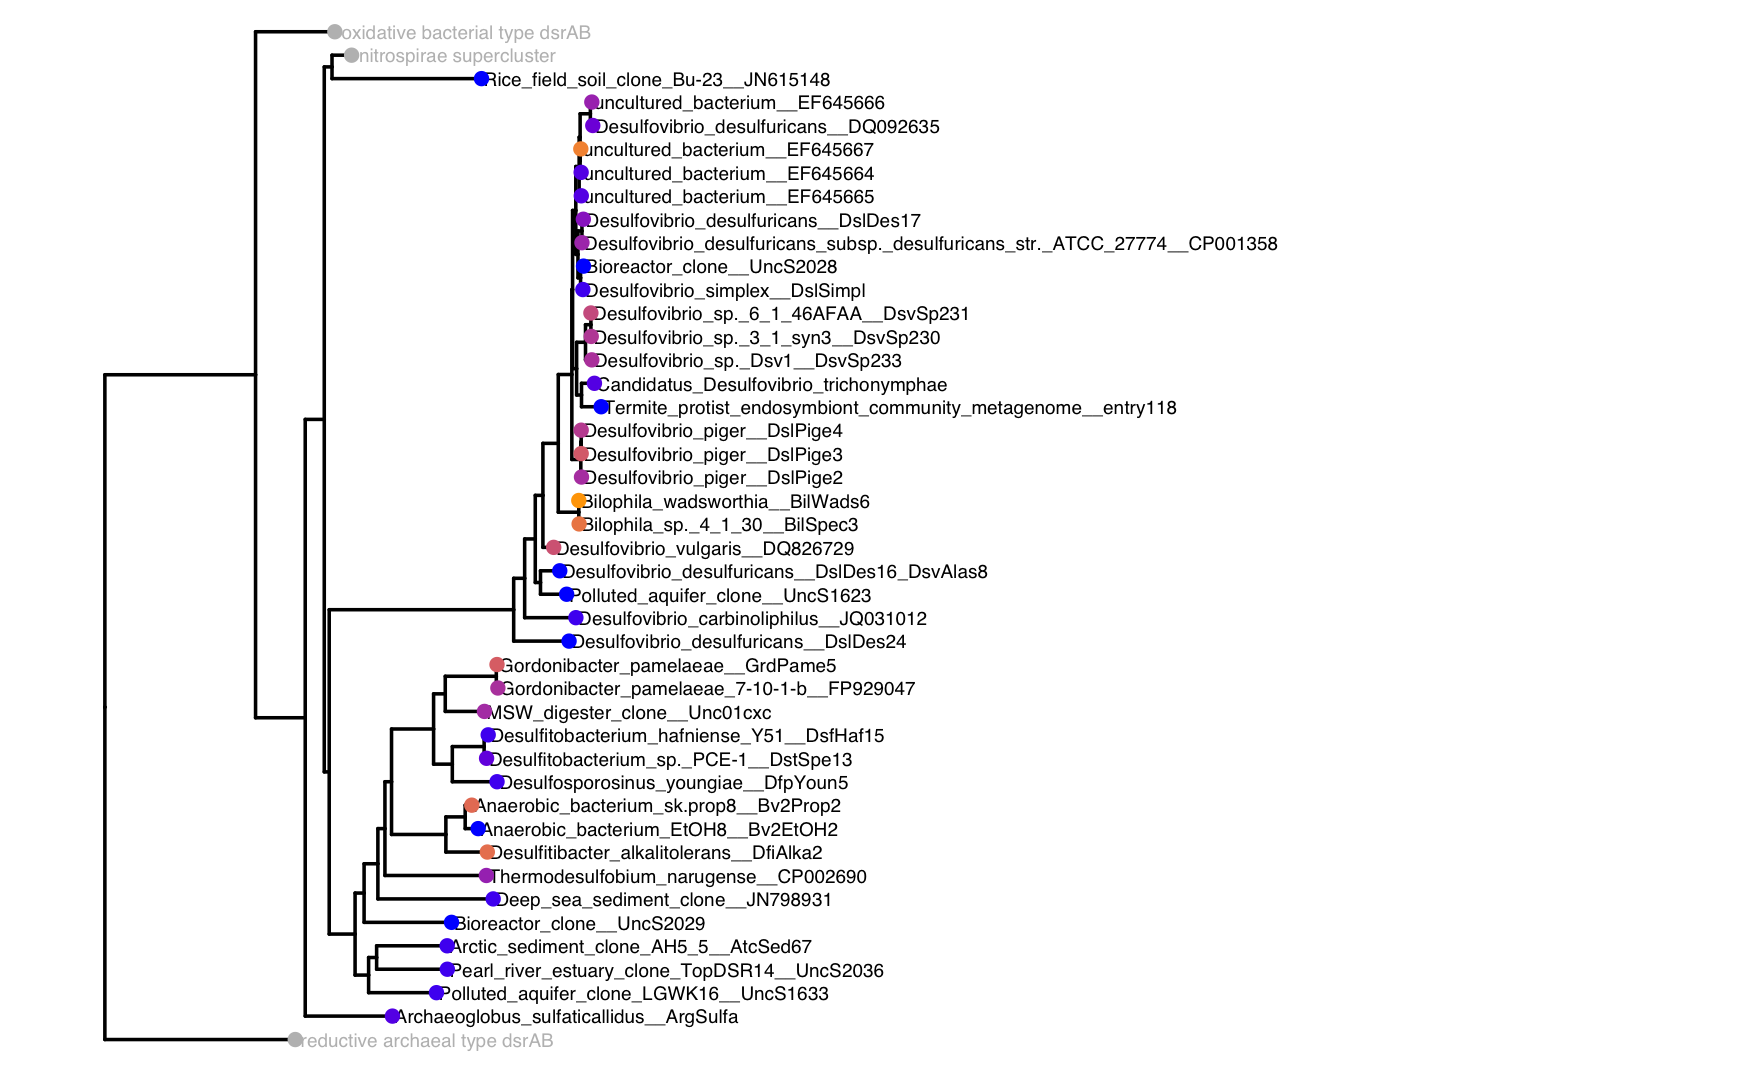 oxidative bacterial type dsrAB
nitrospirae supercluster
Rice_field_soil_clone_Bu-23__JN615148
uncultured_bacterium__EF645666
Desulfovibrio_desulfuricans__DQ092635
uncultured_bacterium__EF645667
uncultured_bacterium__EF645664
uncultured_bacterium__EF645665
Desulfovibrio_desulfuricans__DslDes17
Desulfovibrio_desulfuricans_subsp._desulfuricans_str._ATCC_27774__CP001358
Bioreactor_clone__UncS2028
Desulfovibrio_simplex__DslSimpl
Desulfovibrio_sp._6_1_46AFAA__DsvSp231
Desulfovibrio_sp._3_1_syn3__DsvSp230
Desulfovibrio_sp._Dsv1__DsvSp233
Candidatus_Desulfovibrio_trichonymphae
Termite_protist_endosymbiont_community_metagenome__entry118
Desulfovibrio_piger__DslPige4
Desulfovibrio_piger__DslPige3
Desulfovibrio_piger__DslPige2
Bilophila_wadsworthia__BilWads6
Bilophila_sp._4_1_30__BilSpec3
Desulfovibrio_vulgaris__DQ826729
Desulfovibrio_desulfuricans__DslDes16_DsvAlas8
Polluted_aquifer_clone__UncS1623
Desulfovibrio_carbinoliphilus__JQ031012
Desulfovibrio_desulfuricans__DslDes24
Gordonibacter_pamelaeae__GrdPame5
Gordonibacter_pamelaeae_7-10-1-b__FP929047
MSW_digester_clone__Unc01cxc
Desulfitobacterium_hafniense_Y51__DsfHaf15
Desulfitobacterium_sp._PCE-1__DstSpe13
Desulfosporosinus_youngiae__DfpYoun5
Anaerobic_bacterium_sk.prop8__Bv2Prop2
Anaerobic_bacterium_EtOH8__Bv2EtOH2
Desulfitibacter_alkalitolerans__DfiAlka2
Thermodesulfobium_narugense__CP002690
Deep_sea_sediment_clone__JN798931
Bioreactor_clone__UncS2029
Arctic_sediment_clone_AH5_5__AtcSed67
Pearl_river_estuary_clone_TopDSR14__UncS2036
Polluted_aquifer_clone_LGWK16__UncS1633
Archaeoglobus_sulfaticallidus__ArgSulfa
reductive archaeal type dsrAB